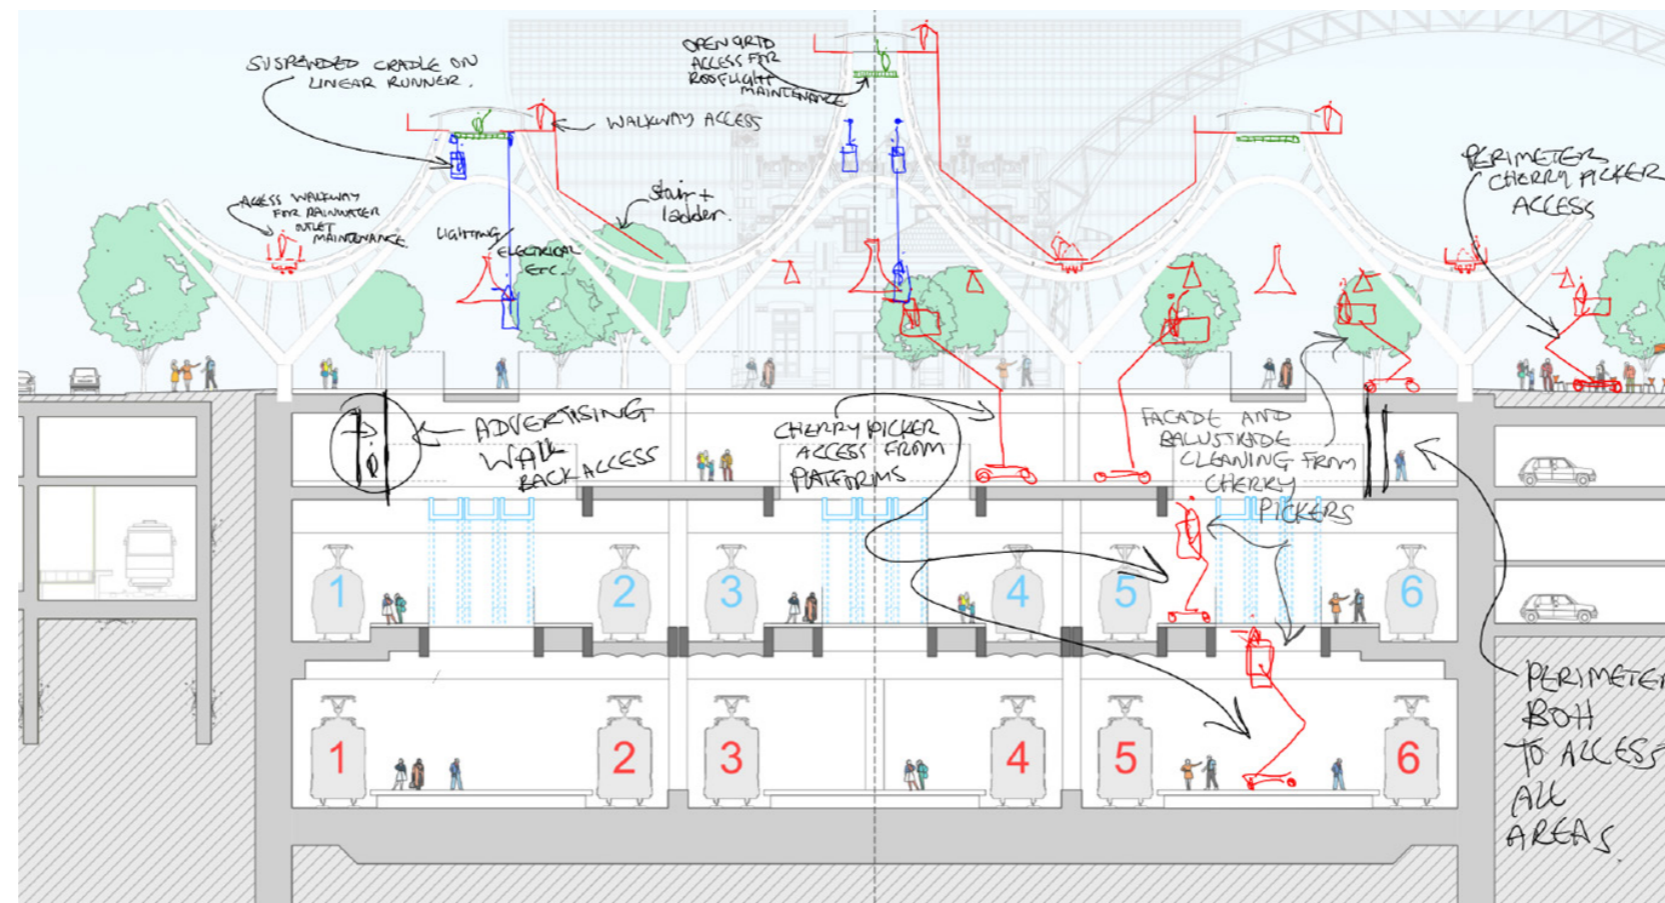 SUSPENDED CRADLE ON
LINEAR RUNNER.
OPEN GRID
ACCESS FOR
ROOFLIGHT
MAINTENANCE
WALKWAY ACCESS
ACCESS WALKWAY
FOR RAINWATER
OUTLET
MAINTENANCE
LIGHTING/
ELECTRICAL
ETC.
Stair +
ladder.
PERIMETER
CHERRY PICKER
ACCESS
ADVERTISING
WALK
BACK ACCESS
CHERRY PICKER
ACCESS FROM
PLATFORMS
FACADE AND
BALUSTRADE
CLEANING FROM
CHERRY
PICKERS
1 2 3 4 5 6
1 2 3 4 5 6
PERIMETER
BOH
TO ACCESS
ALL
AREAS.